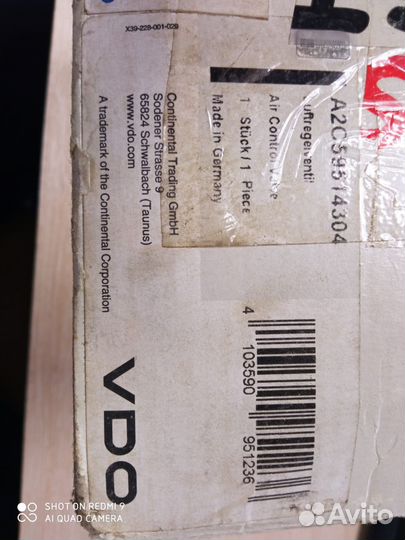 X39-228-001-029
A2C59514304
Air Control
1 Stück/1 Piece
Made in Germany
Continental Trading GmbH
Sodener Strasse 9
65824 Schwalbach (Taunus)
www.vdo.com
A trademark of the Continental Corporation
4 103590 951236
VDO
SHOT ON REDMI 9
AI QUAD CAMERA
Avito